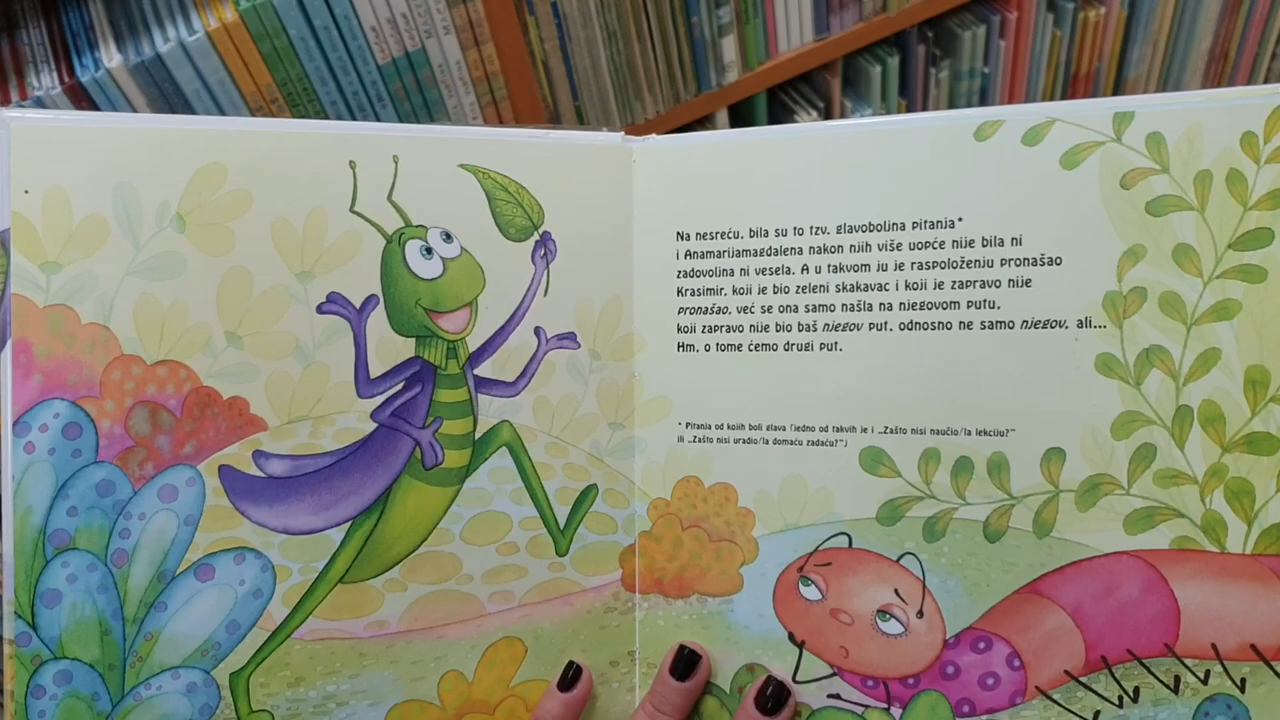 Na nesreću, bila su to tzv. glavoboljna pitanja*
i Anamarijamagdalena nakon njih više uopće nije bila ni
zadovoljna ni vesela. A u takvom ju je raspoloženju pronašao
Krasimir, koji je bio zeleni skakavac i koji je zapravo nije
pronašao, već se ona samo našla na njegovom putu,
koji zapravo nije bio baš njegov put, odnosno ne samo njegov, ali...
Hm, o tome ćemo drugi put.
* Pitanja od kojih boli glava (jedno od takvih je i „Zašto nisi naučio/la lekciju?”
ili „Zašto nisi uradio/la domaću zadaću?”)